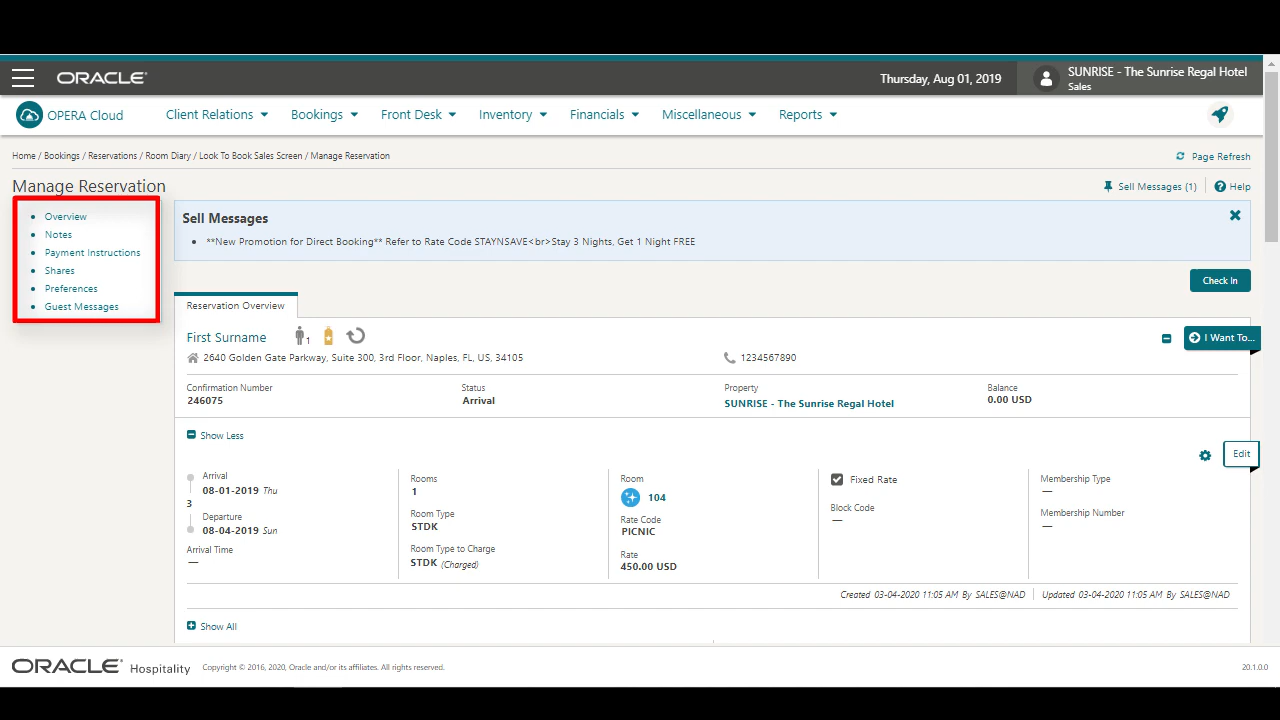 ORACLE
Thursday, Aug 01, 2019
SUNRISE - The Sunrise Regal Hotel
Sales
OPERA Cloud
Client Relations
Bookings
Front Desk
Inventory
Financials
Miscellaneous
Reports
Home / Bookings / Reservations / Room Diary / Look To Book Sales Screen / Manage Reservation
Page Refresh
Manage Reservation
Sell Messages (1)
Help
Overview
Notes
Payment Instructions
Shares
Preferences
Guest Messages
Sell Messages
**New Promotion for Direct Booking** Refer to Rate Code STAYNSAVE<br>Stay 3 Nights, Get 1 Night FREE
Check In
Reservation Overview
First Surname
1
I Want To...
2640 Golden Gate Parkway, Suite 300, 3rd Floor, Naples, FL, US, 34105
1234567890
Confirmation Number
246075
Status
Arrival
Property
SUNRISE - The Sunrise Regal Hotel
Balance
0.00 USD
Show Less
Edit
Arrival
08-01-2019 Thu
3
Departure
08-04-2019 Sun
Arrival Time
—
Rooms
1
Room Type
STDK
Room Type to Charge
STDK (Charged)
Room
104
Rate Code
PICNIC
Rate
450.00 USD
Fixed Rate
Block Code
—
Membership Type
—
Membership Number
—
Created 03-04-2020 11:05 AM By SALES@NAD
Updated 03-04-2020 11:05 AM By SALES@NAD
Show All
ORACLE Hospitality
Copyright © 2016, 2020, Oracle and/or its affiliates. All rights reserved.
20.1.0.0